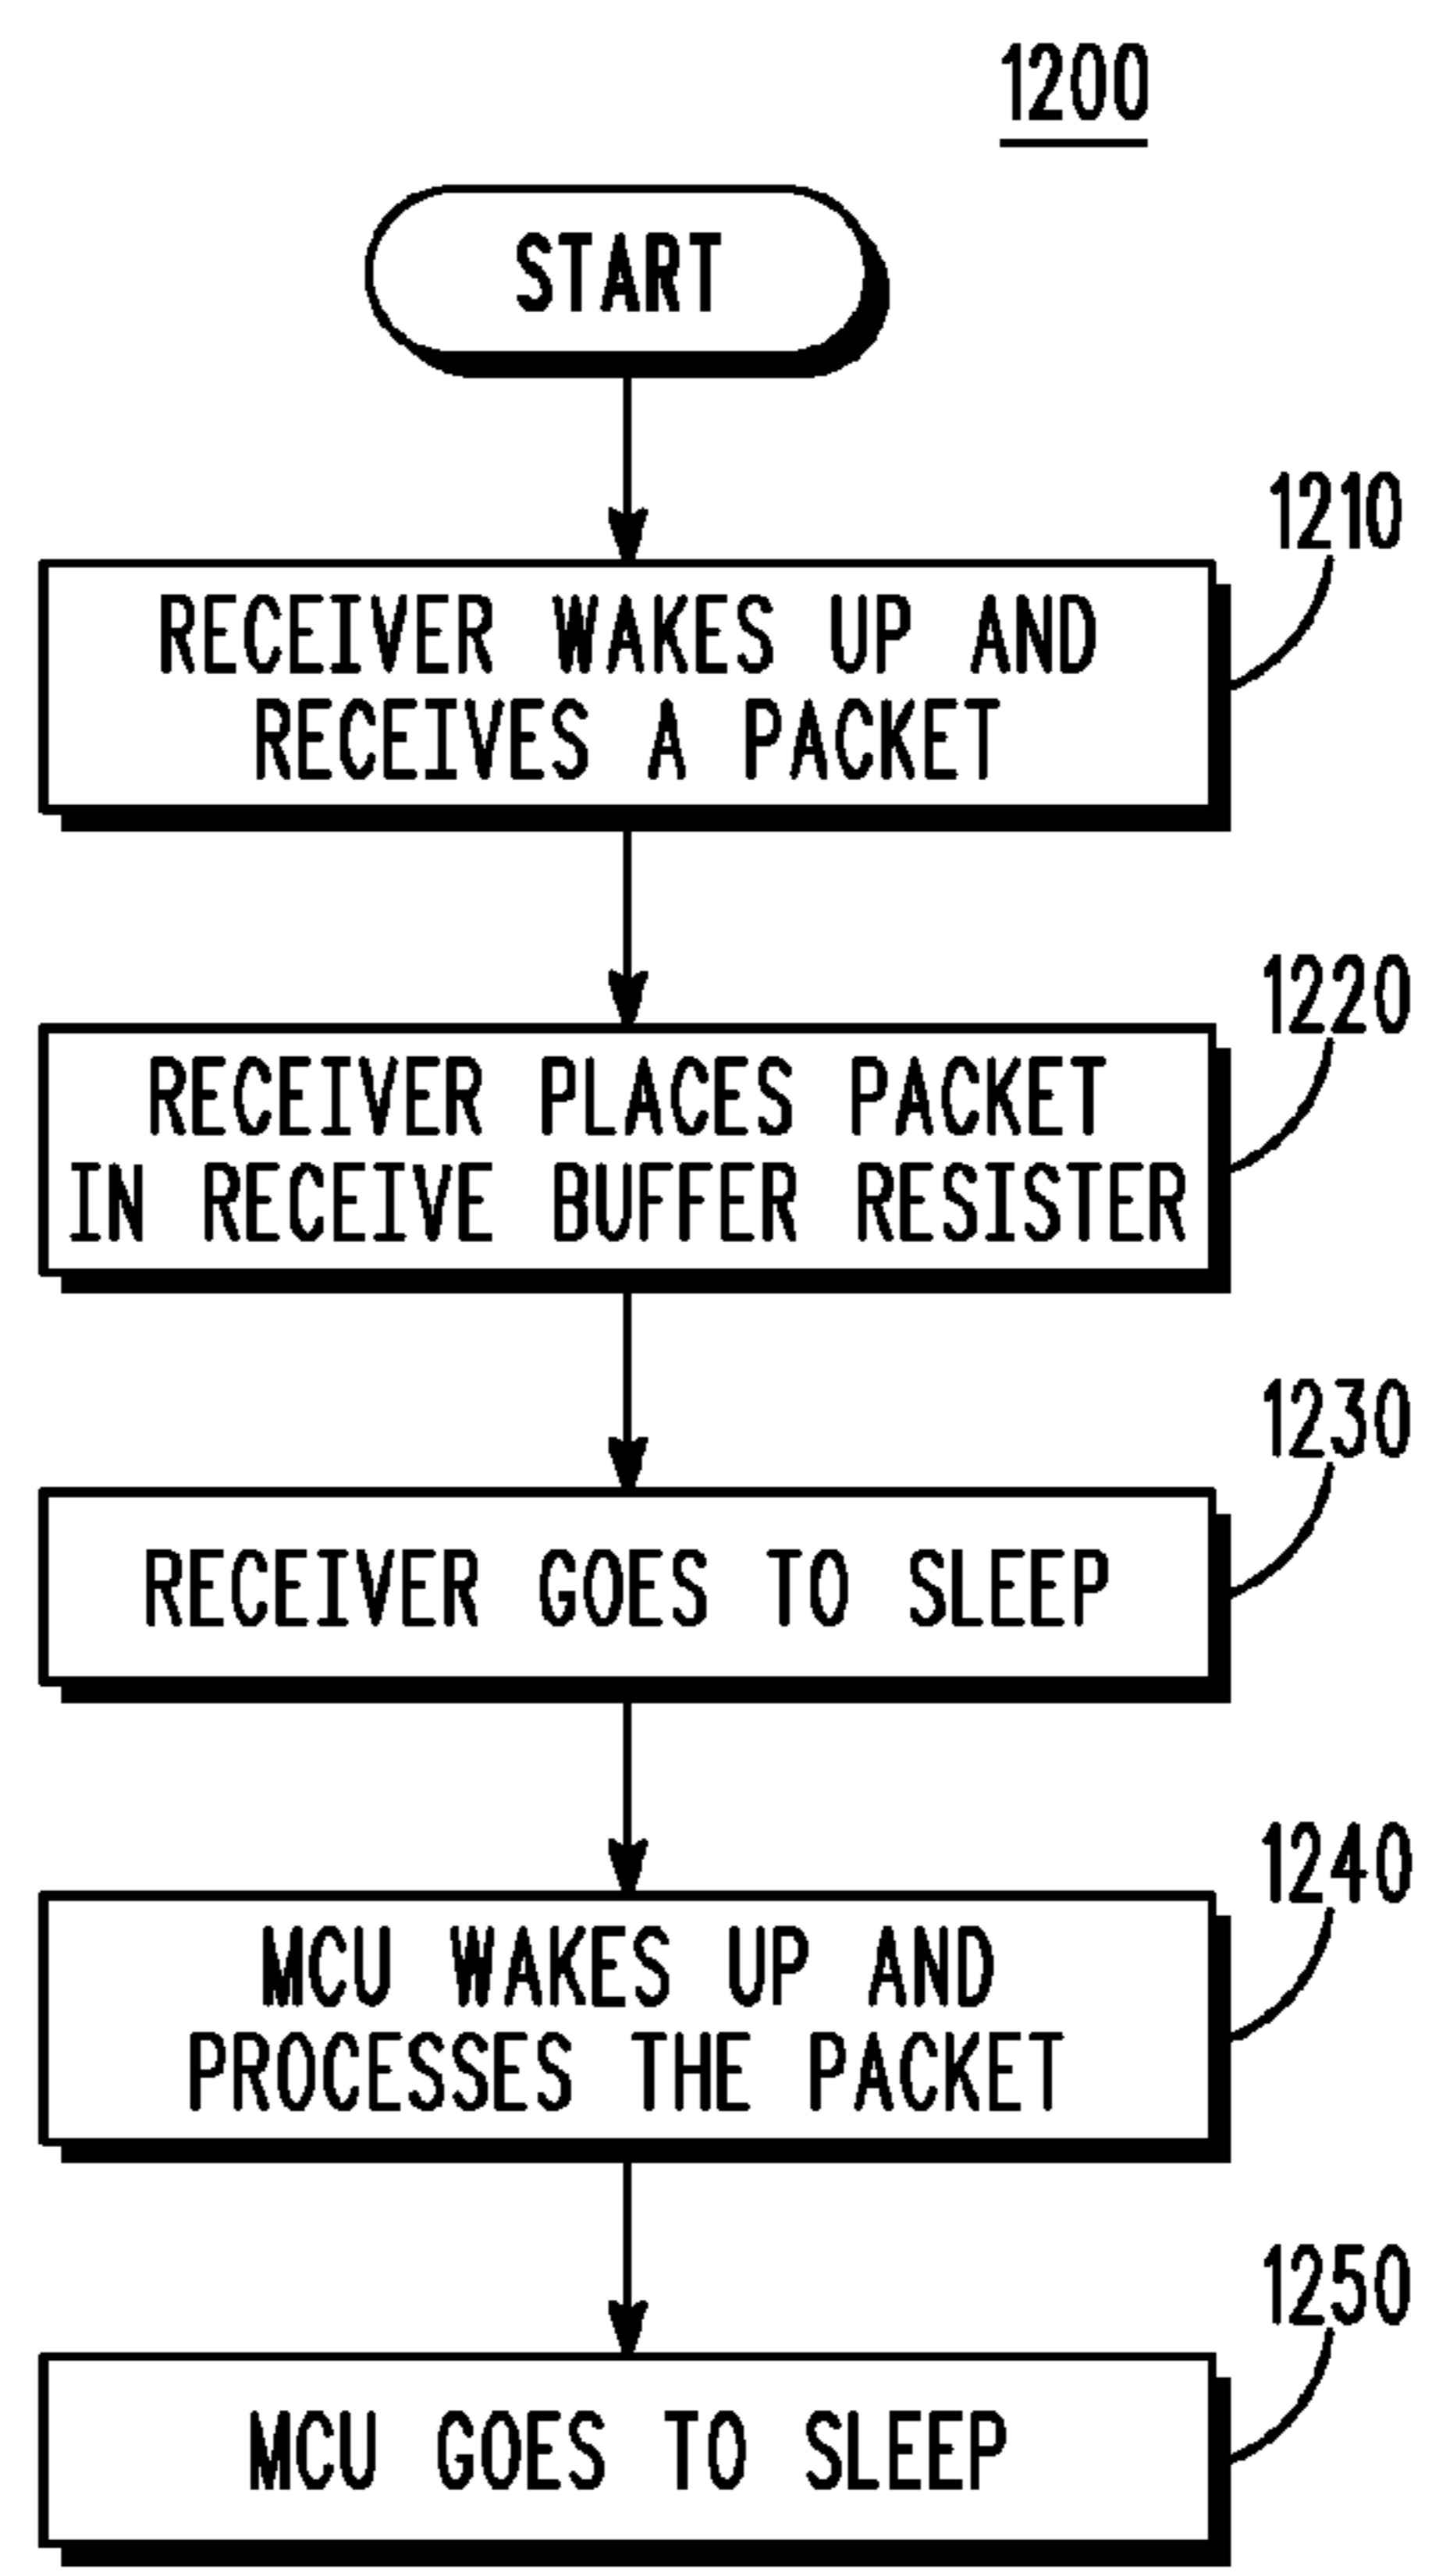 1200
START
1210
RECEIVER WAKES UP AND
RECEIVES A PACKET
1220
RECEIVER PLACES PACKET
IN RECEIVE BUFFER RESISTER
1230
RECEIVER GOES TO SLEEP
1240
MCU WAKES UP AND
PROCESSES THE PACKET
1250
MCU GOES TO SLEEP